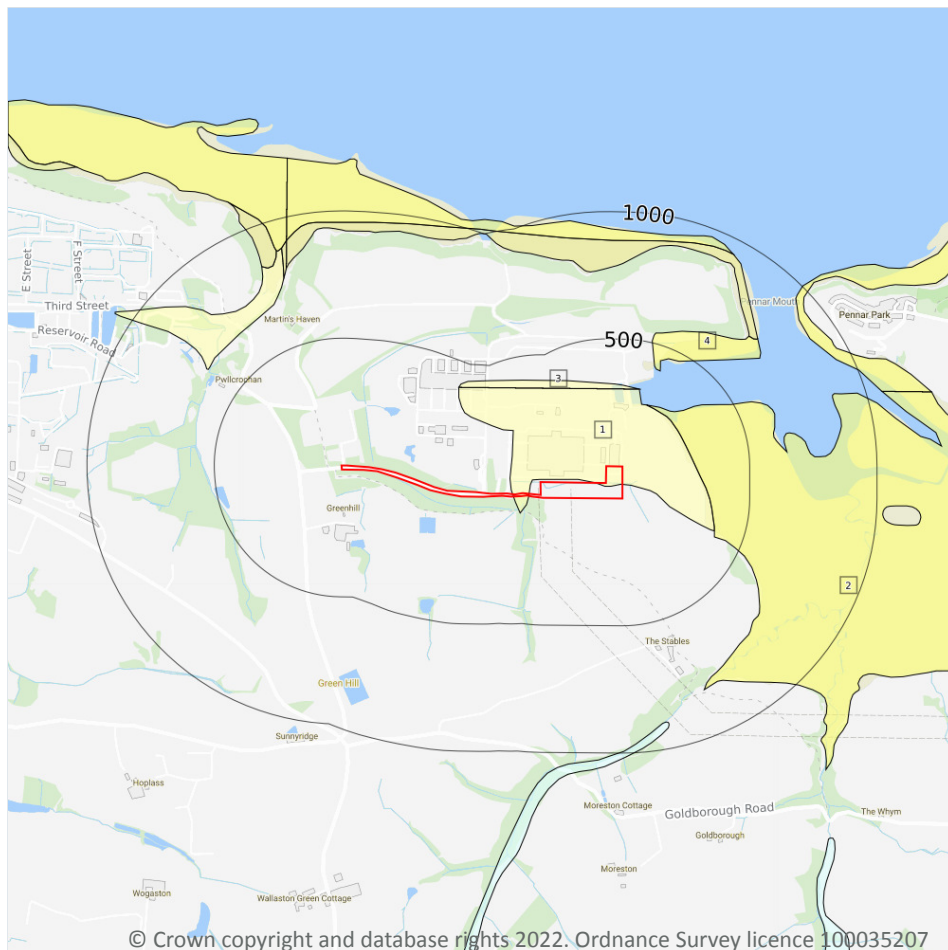 1000
E Street
F Street
Third Street
Reservoir Road
Martin's Haven
Pennar Mouth
Pennar Park
500
4
Pwllcrochan
3
1
Greenhill
2
The Stables
Green Hill
Sunnyridge
Hoplass
Moreston Cottage
Goldborough Road
The Whym
Goldborough
Moreston
Wogaston
Wallaston Green Cottage
© Crown copyright and database rights 2022. Ordnance Survey licence 100035207